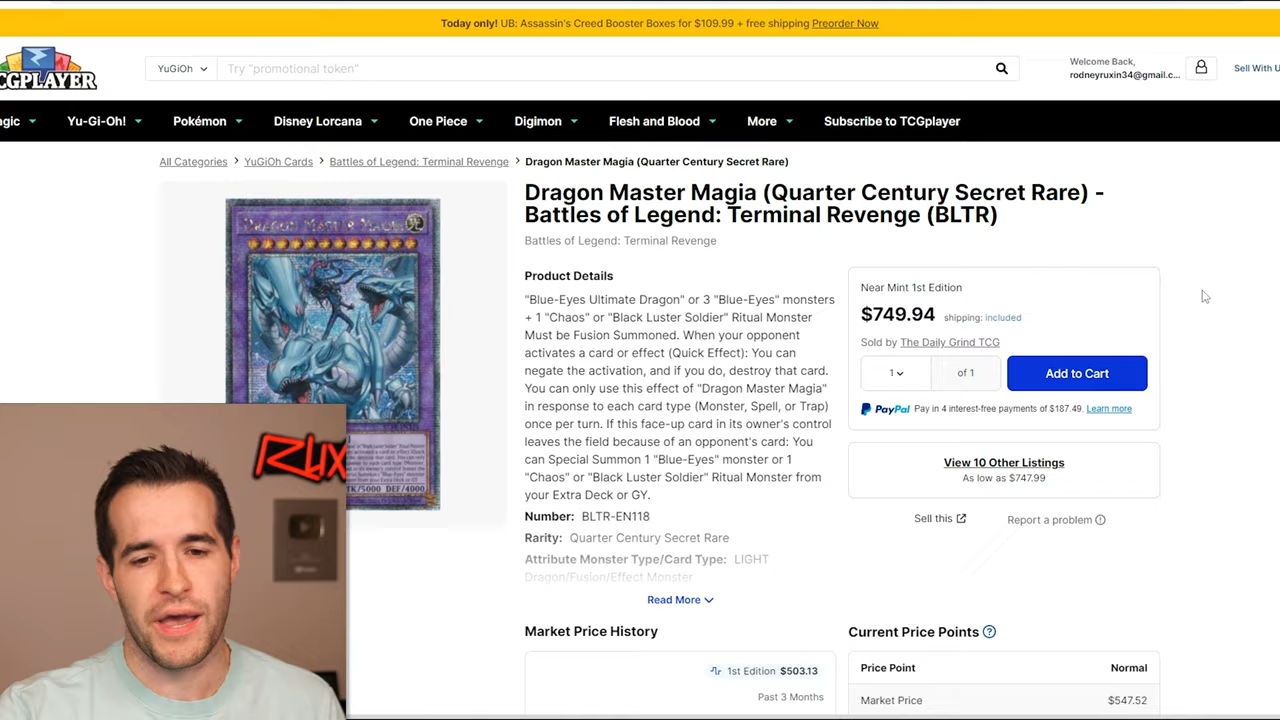 Today only! UB: Assassin's Creed Booster Boxes for $109.99 + free shipping Preorder Now
CGPLAYER
YuGiOh
Try "promotional token"
Welcome Back,
rodneyruxin34@gmail.c...
Sell With U
agic
Yu-Gi-Oh!
Pokémon
Disney Lorcana
One Piece
Digimon
Flesh and Blood
More
Subscribe to TCGplayer
All Categories > YuGiOh Cards > Battles of Legend: Terminal Revenge > Dragon Master Magia (Quarter Century Secret Rare)
Dragon Master Magia (Quarter Century Secret Rare) -
Battles of Legend: Terminal Revenge (BLTR)
Battles of Legend: Terminal Revenge
Product Details
"Blue-Eyes Ultimate Dragon" or 3 "Blue-Eyes" monsters
+ 1 "Chaos" or "Black Luster Soldier" Ritual Monster
Must be Fusion Summoned. When your opponent
activates a card or effect (Quick Effect): You can
negate the activation, and if you do, destroy that card.
You can only use this effect of "Dragon Master Magia"
in response to each card type (Monster, Spell, or Trap)
once per turn. If this face-up card in its owner's control
leaves the field because of an opponent's card: You
can Special Summon 1 "Blue-Eyes" monster or 1
"Chaos" or "Black Luster Soldier" Ritual Monster from
your Extra Deck or GY.
Number: BLTR-EN118
Rarity: Quarter Century Secret Rare
Attribute Monster Type/Card Type: LIGHT
Dragon/Fusion/Effect Monster
Read More
Near Mint 1st Edition
$749.94 shipping: included
Sold by The Daily Grind TCG
1
of 1
Add to Cart
PayPal Pay in 4 interest-free payments of $187.49. Learn more
View 10 Other Listings
As low as $747.99
Sell this
Report a problem
Market Price History
1st Edition $503.13
Past 3 Months
Current Price Points
Price Point Normal
Market Price $547.52
DRAGON MASTER MAGIA
TK/5000 DEF/4000
RUX